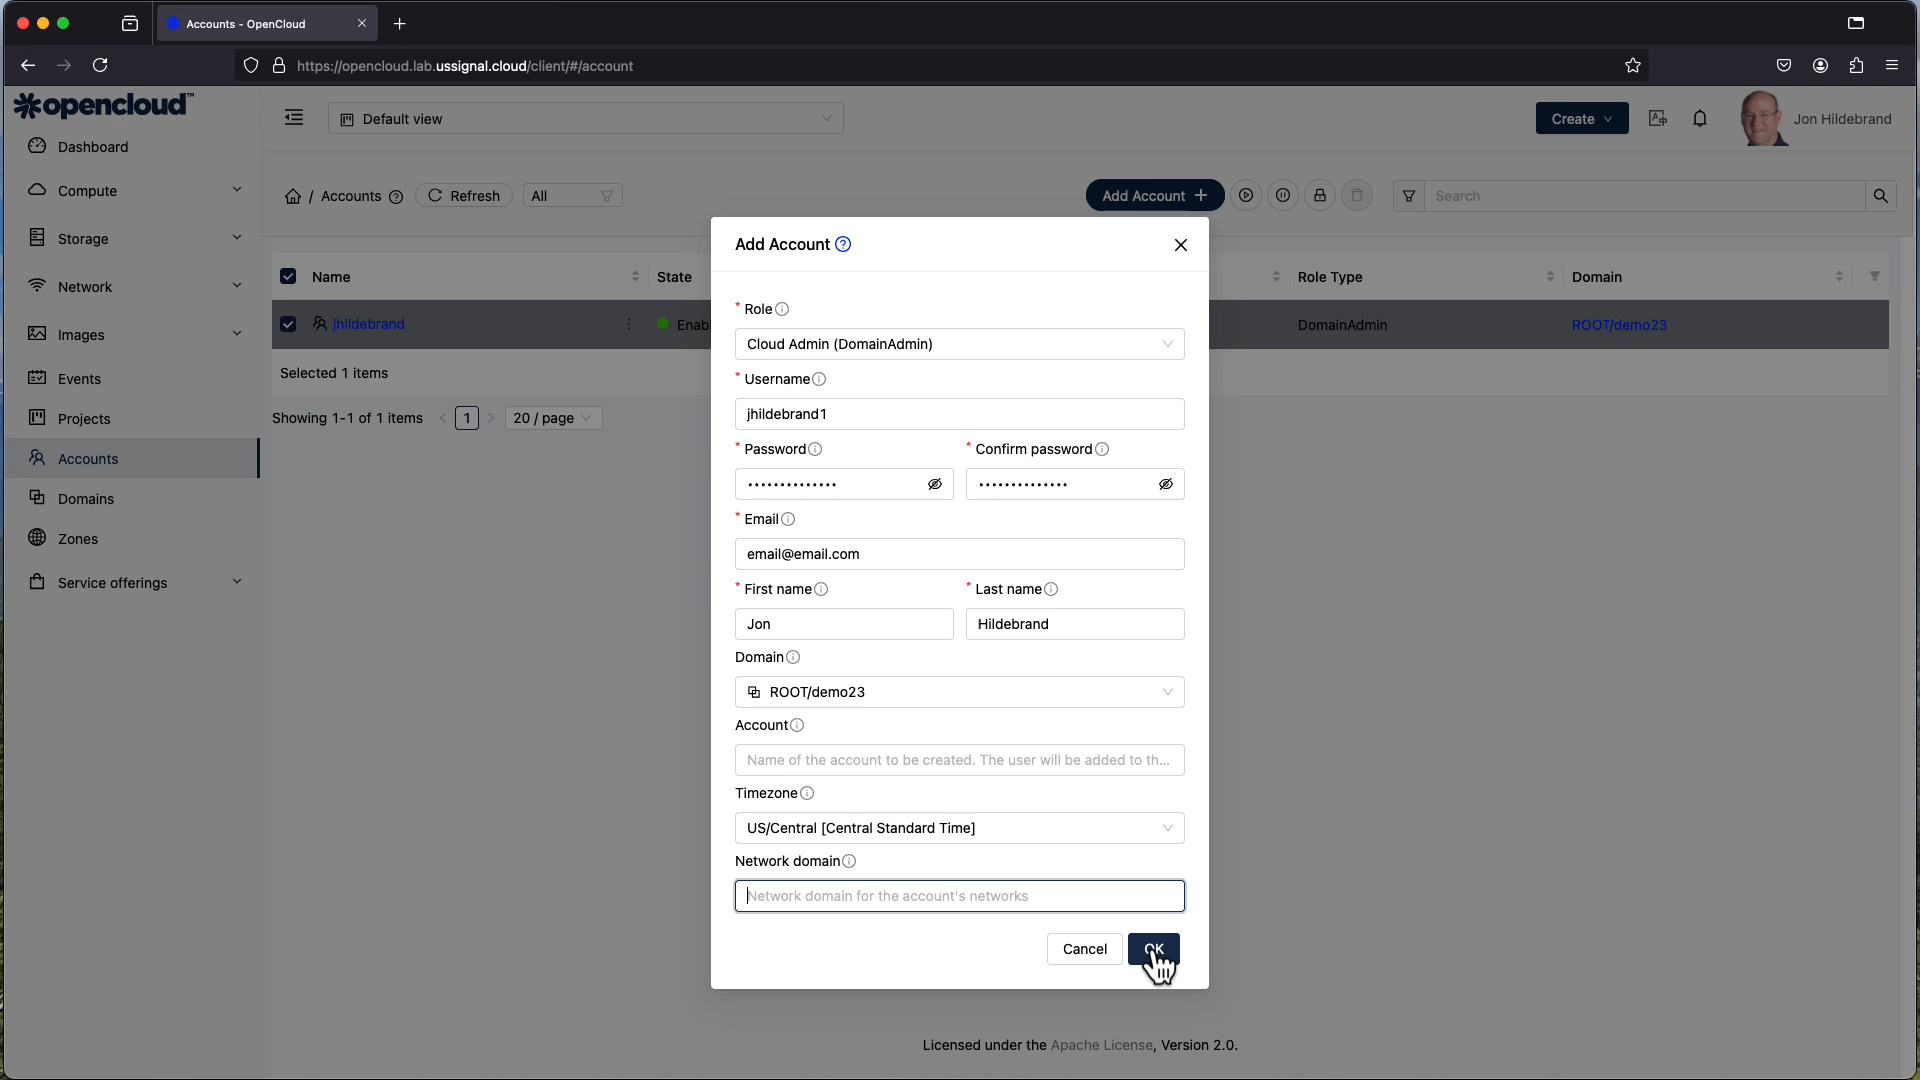 Accounts - OpenCloud
https://opencloud.lab.ussignal.cloud/client/#/account
opencloud™
Default view
Create
Jon Hildebrand
Dashboard
Compute
Storage
Network
Images
Events
Projects
Accounts
Domains
Zones
Service offerings
/ Accounts
Refresh
All
Add Account +
Search
Name
State
Role Type
Domain
jhildebrand
Enab
DomainAdmin
ROOT/demo23
Selected 1 items
Showing 1-1 of 1 items < 1 > 20 / page
Add Account
* Role
Cloud Admin (DomainAdmin)
* Username
jhildebrand1
* Password
* Confirm password
••••••••••••••
••••••••••••••
* Email
email@email.com
* First name
* Last name
Jon
Hildebrand
Domain
ROOT/demo23
Account
Name of the account to be created. The user will be added to th...
Timezone
US/Central [Central Standard Time]
Network domain
Network domain for the account's networks
Cancel
OK
Licensed under the Apache License, Version 2.0.